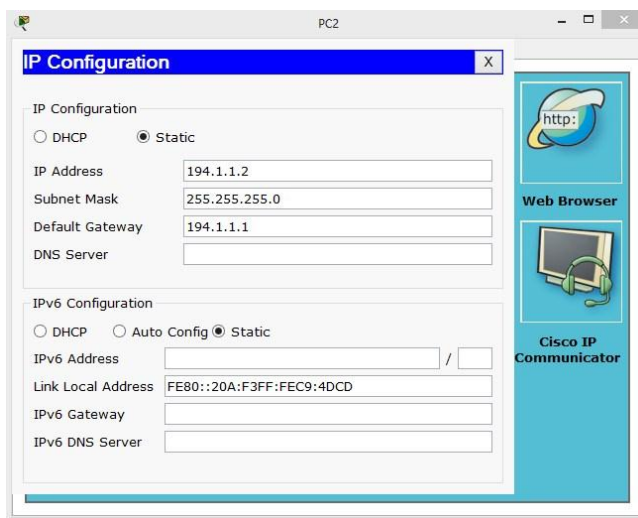 PC2
IP Configuration X
IP Configuration
DHCP Static
IP Address 194.1.1.2
Subnet Mask 255.255.255.0
Default Gateway 194.1.1.1
DNS Server
IPv6 Configuration
DHCP Auto Config Static
IPv6 Address /
Link Local Address FE80::20A:F3FF:FEC9:4DCD
IPv6 Gateway
IPv6 DNS Server
http:
Web Browser
Cisco IP
Communicator